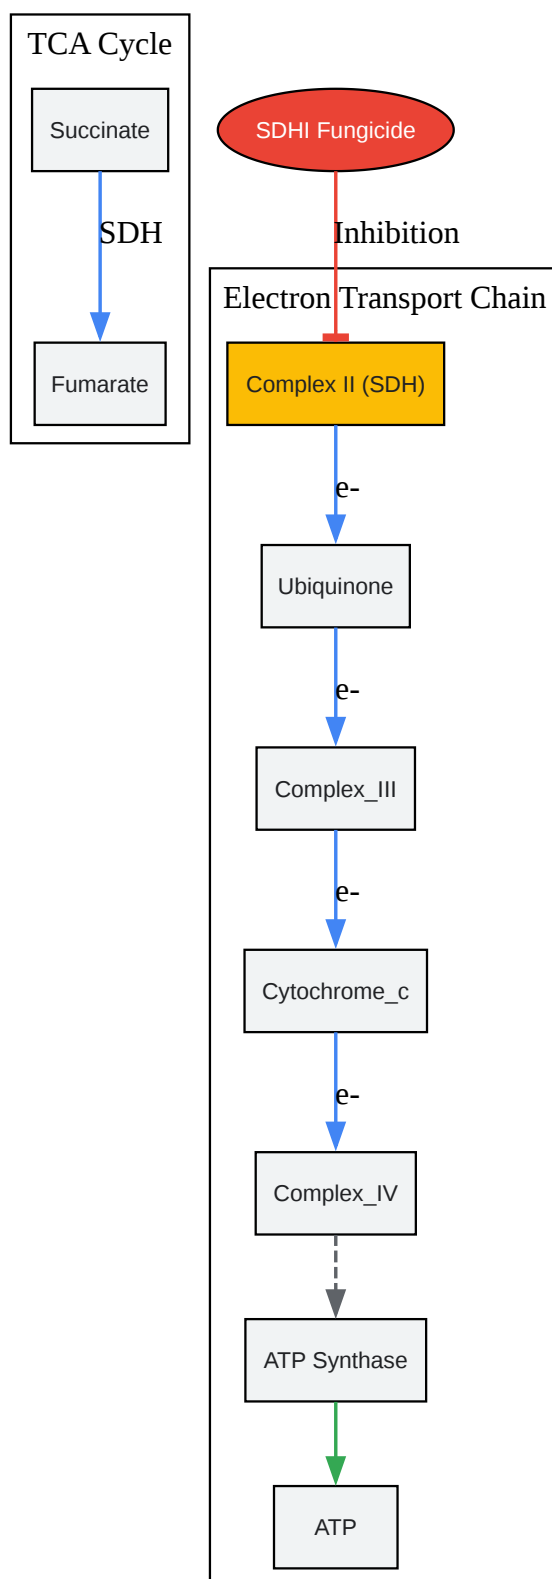 TCA Cycle
Succinate
SDH
Fumarate
SDHI Fungicide
Inhibition
Electron Transport Chain
Complex II (SDH)
e-
Ubiquinone
e-
Complex_III
e-
Cytochrome_c
e-
Complex_IV
ATP Synthase
ATP